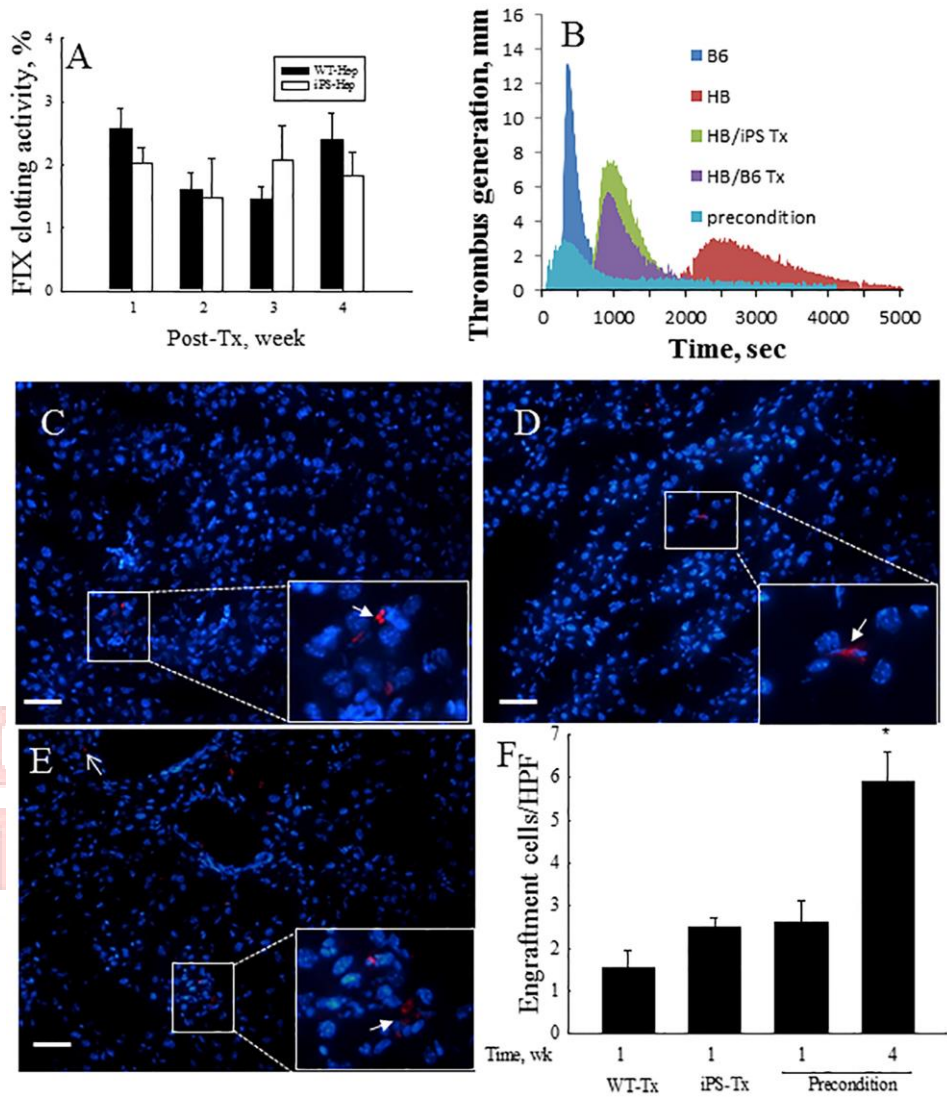 A
FIX clotting activity, %
4
3
2
1
0
WT-Hep
iPS-Hep
1 2 3 4
Post-Tx, week
B
Thrombus generation, mm
16
14
12
10
8
6
4
2
0
B6
HB
HB/iPS Tx
HB/B6 Tx
precondition
0 1000 2000 3000 4000 5000
Time, sec
C
D
E
F
Engraftment cells/HPF
7
6
5
4
3
2
1
0
*
Time, wk 1 1 1 4
WT-Tx iPS-Tx Precondition